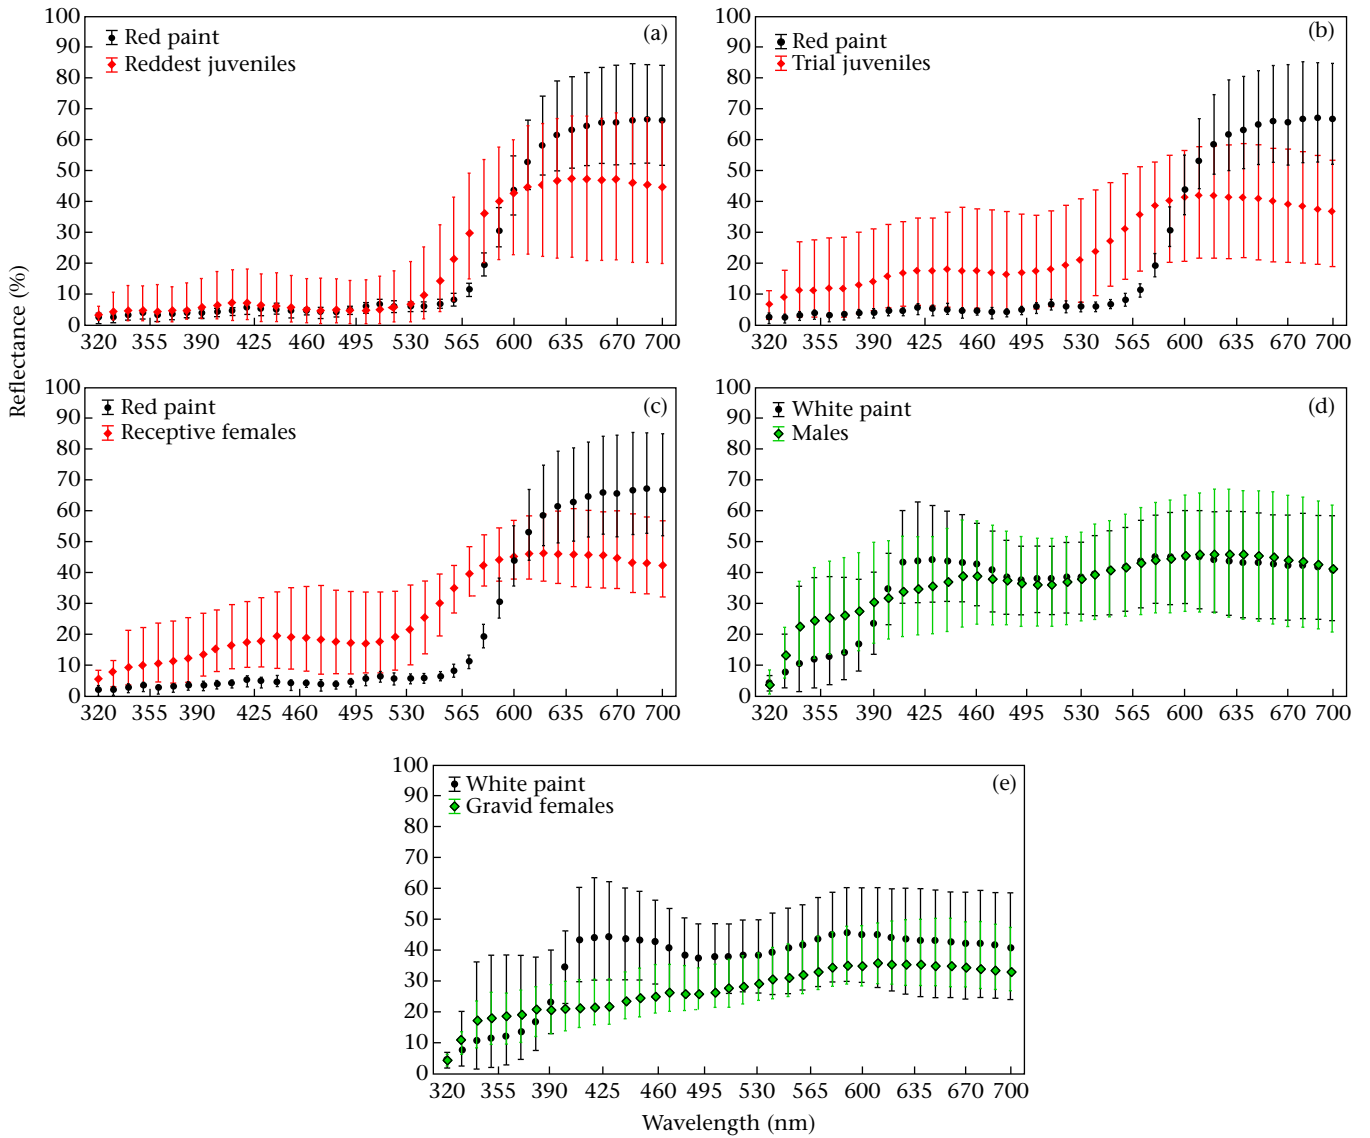 100
90
80
70
60
50
40
30
20
10
0
Red paint
Reddest juveniles
(a)
320 355 390 425 460 495 530 565 600 635 670 700
100
90
80
70
60
50
40
30
20
10
0
Red paint
Trial juveniles
(b)
320 355 390 425 460 495 530 565 600 635 670 700
Reflectance (%)
100
90
80
70
60
50
40
30
20
10
0
Red paint
Receptive females
(c)
320 355 390 425 460 495 530 565 600 635 670 700
100
90
80
70
60
50
40
30
20
10
0
White paint
Males
(d)
320 355 390 425 460 495 530 565 600 635 670 700
100
90
80
70
60
50
40
30
20
10
0
White paint
Gravid females
(e)
320 355 390 425 460 495 530 565 600 635 670 700
Wavelength (nm)